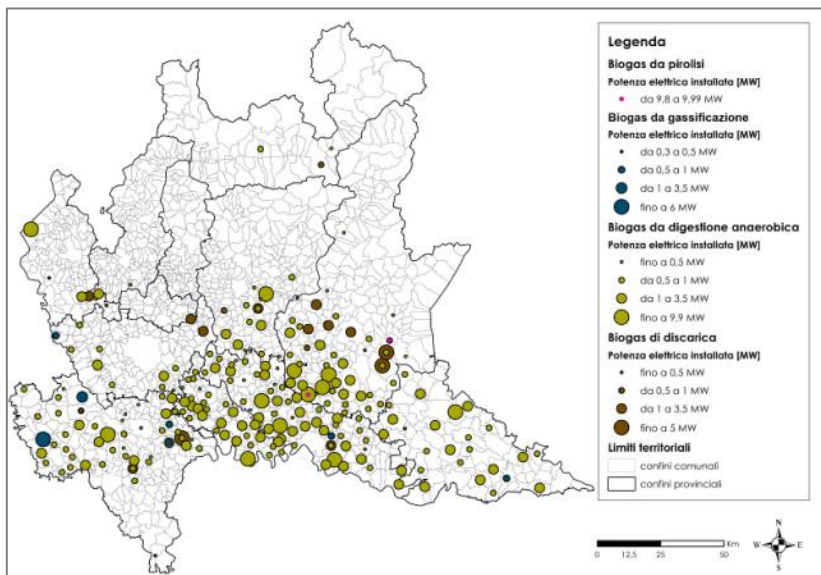 Legenda
Biogas da pirolisi
Potenza elettrica installata [MW]
da 9,8 a 9,99 MW
Biogas da gassificazione
Potenza elettrica installata [MW]
da 0,3 a 0,5 MW
da 0,5 a 1 MW
da 1 a 3,5 MW
fino a 6 MW
Biogas da digestione anaerobica
Potenza elettrica installata [MW]
fino a 0,5 MW
da 0,5 a 1 MW
da 1 a 3,5 MW
fino a 9,9 MW
Biogas di discarica
Potenza elettrica installata [MW]
fino a 0,5 MW
da 0,5 a 1 MW
da 1 a 3,5 MW
fino a 5 MW
Limiti territoriali
confini comunali
confini provinciali
N
W E
S
Km
0 12,5 25 50